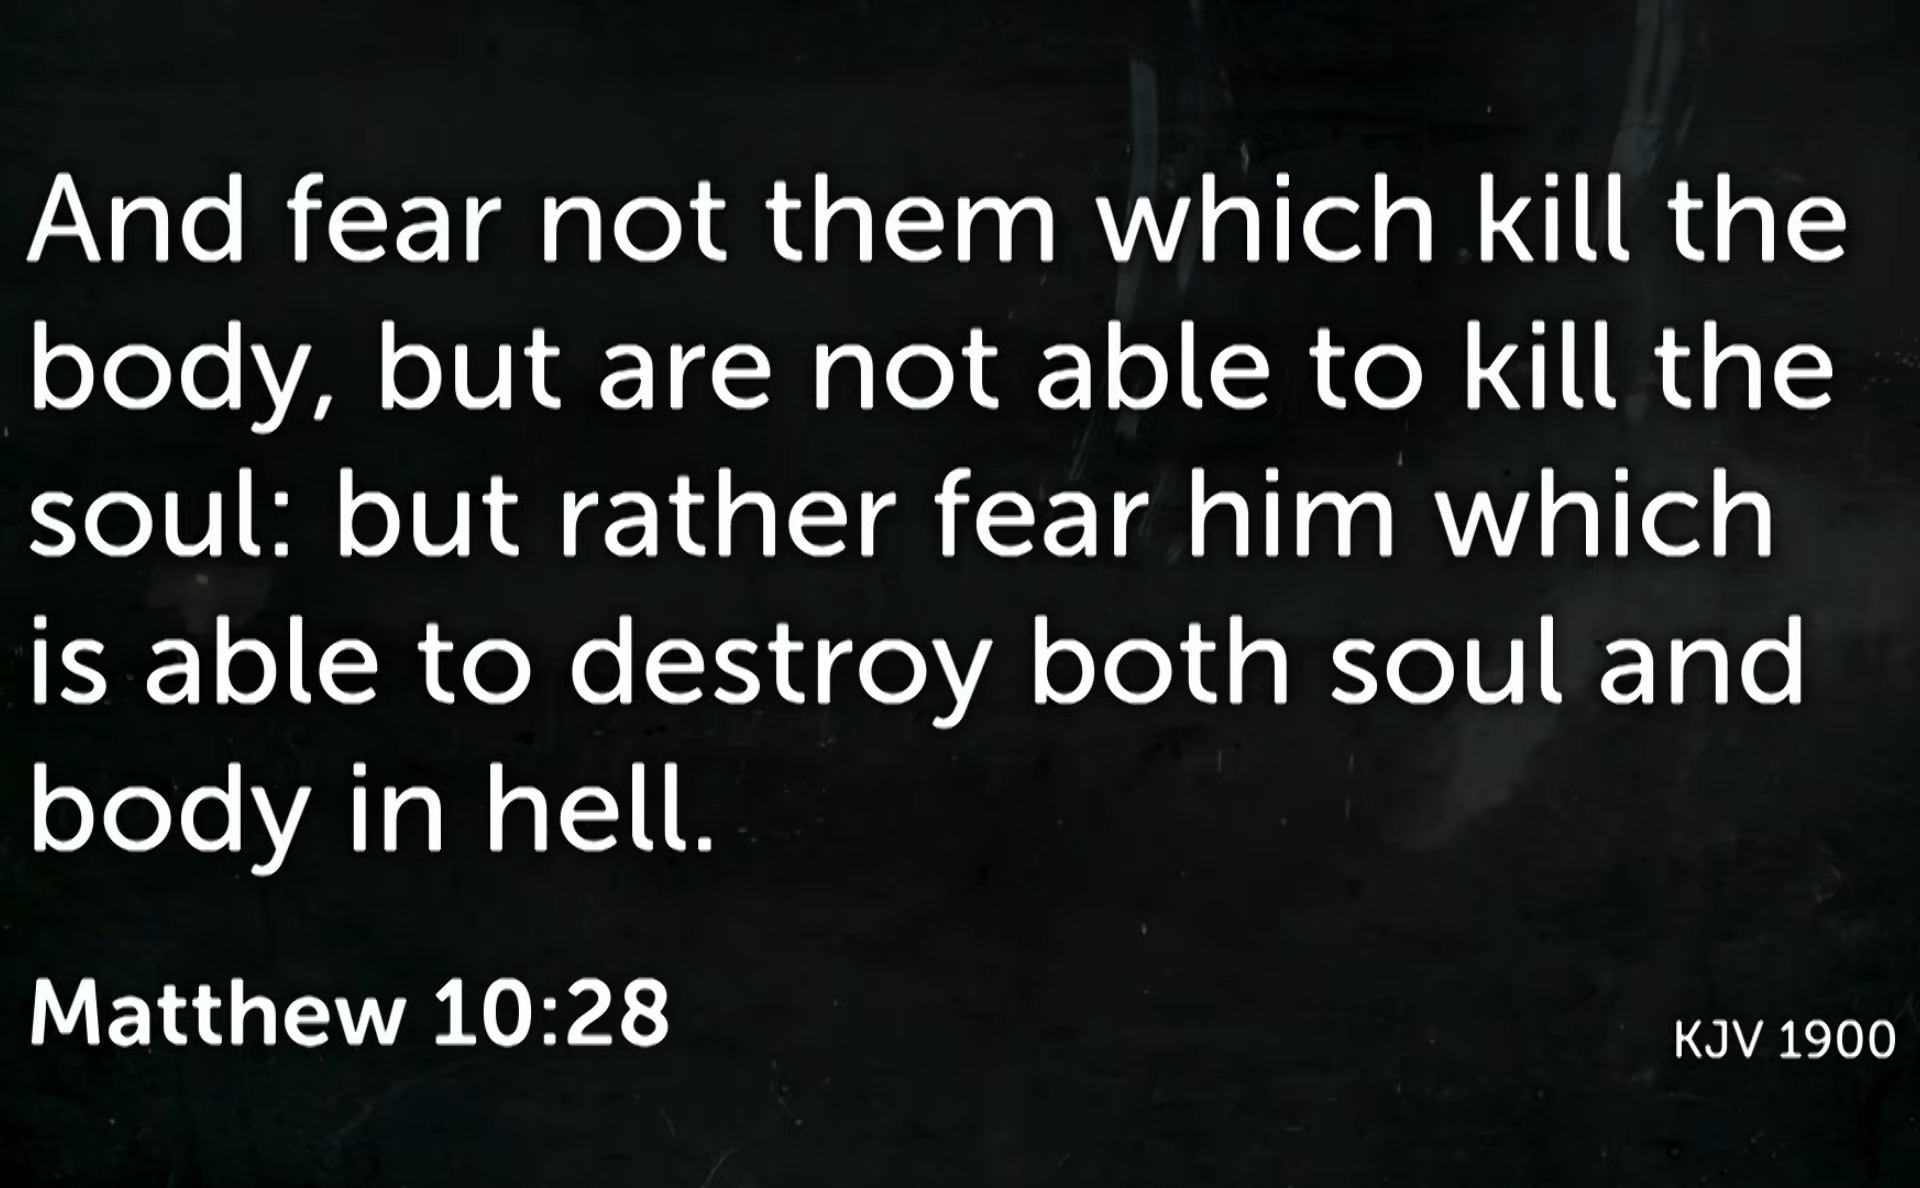 And fear not them which kill the
body, but are not able to kill the
soul: but rather fear him which
is able to destroy both soul and
body in hell.
Matthew 10:28
KJV 1900